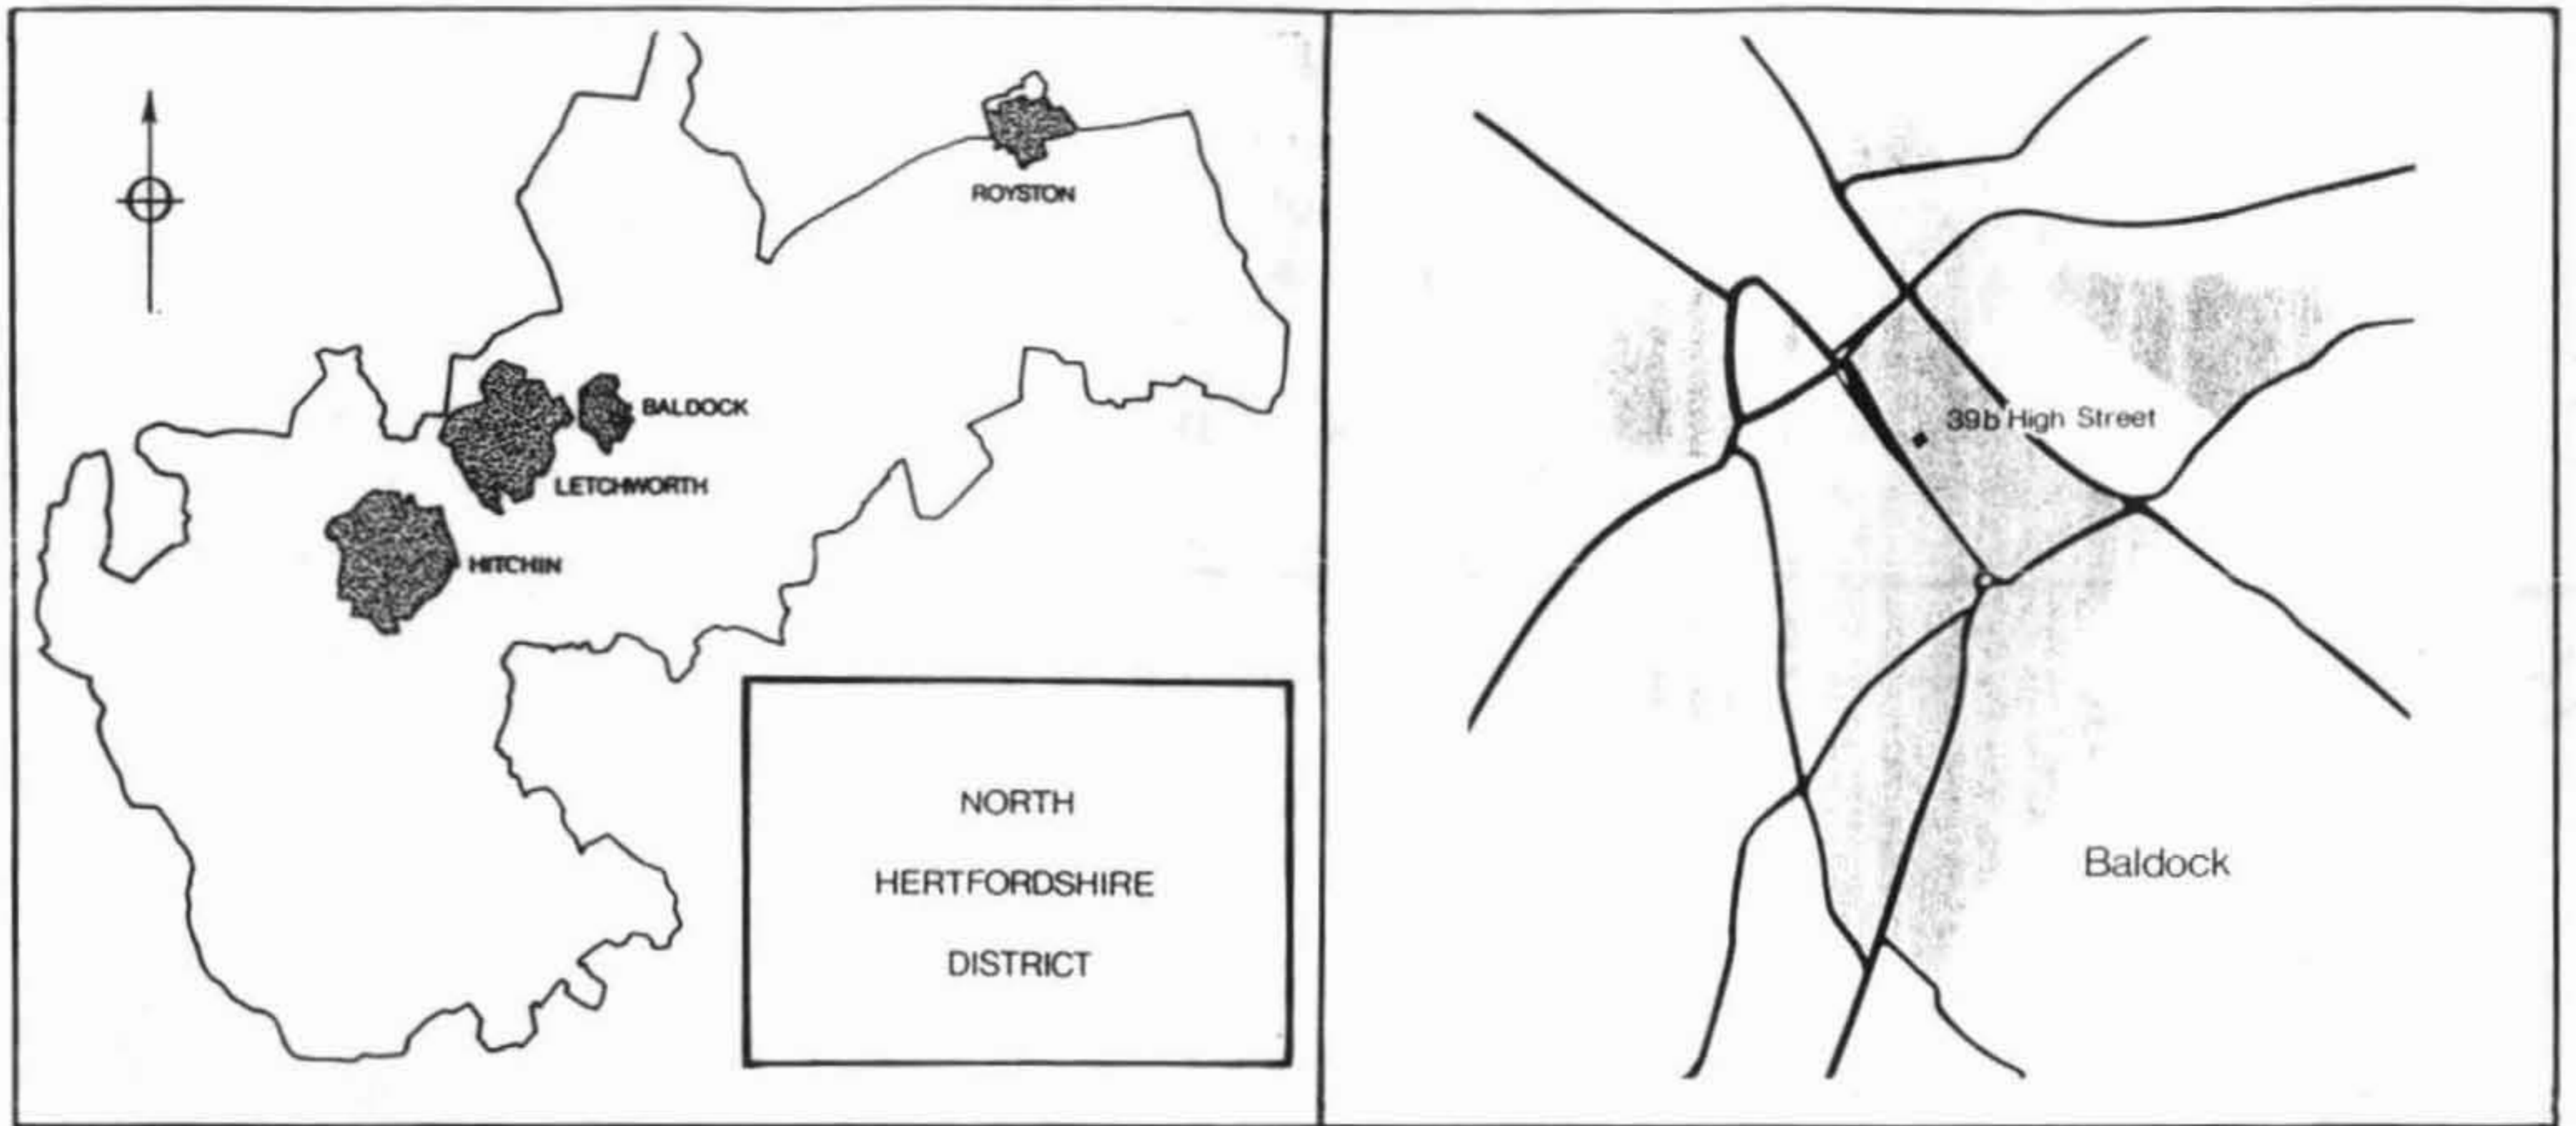 ROYSTON
BALDOCK
LETCHWORTH
HITCHIN
NORTH
HERTFORDSHIRE
DISTRICT
39b High Street
Baldock